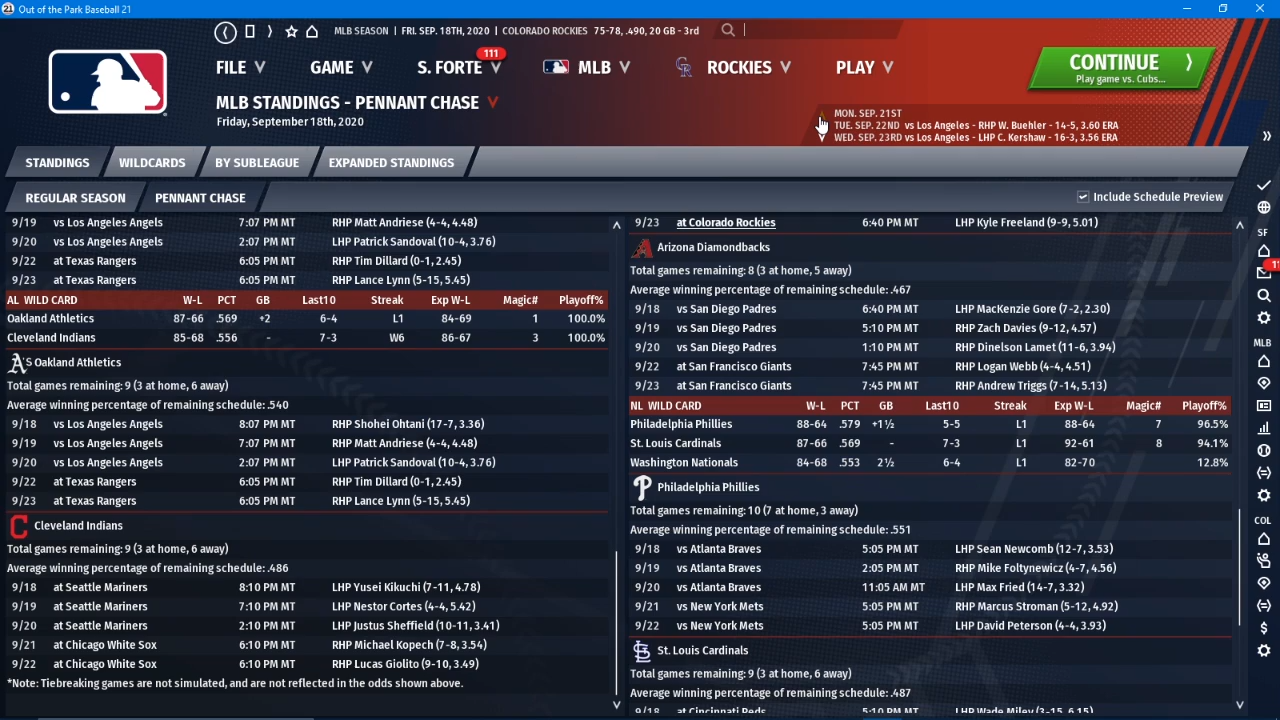 21 Out of the Park Baseball 21
MLB SEASON | FRI. SEP. 18TH, 2020 | COLORADO ROCKIES 75-78, .490, 20 GB - 3rd
111
FILE GAME S. FORTE MLB ROCKIES PLAY
CONTINUE
Play game vs. Cubs...
MLB STANDINGS - PENNANT CHASE
Friday, September 18th, 2020
MON. SEP. 21ST
TUE. SEP. 22ND vs Los Angeles - RHP W. Buehler - 14-5, 3.60 ERA
WED. SEP. 23RD vs Los Angeles - LHP C. Kershaw - 16-3, 3.56 ERA
STANDINGS WILDCARDS BY SUBLEAGUE EXPANDED STANDINGS
REGULAR SEASON PENNANT CHASE
Include Schedule Preview
9/19 vs Los Angeles Angels 7:07 PM MT RHP Matt Andriese (4-4, 4.48)
9/20 vs Los Angeles Angels 2:07 PM MT LHP Patrick Sandoval (10-4, 3.76)
9/22 at Texas Rangers 6:05 PM MT RHP Tim Dillard (0-1, 2.45)
9/23 at Texas Rangers 6:05 PM MT RHP Lance Lynn (5-15, 5.45)
AL WILD CARD W-L PCT GB Last10 Streak Exp W-L Magic# Playoff%
Oakland Athletics 87-66 .569 +2 6-4 L1 84-69 1 100.0%
Cleveland Indians 85-68 .556 - 7-3 W6 86-67 3 100.0%
A's Oakland Athletics
Total games remaining: 9 (3 at home, 6 away)
Average winning percentage of remaining schedule: .540
9/18 vs Los Angeles Angels 8:07 PM MT RHP Shohei Ohtani (17-7, 3.36)
9/19 vs Los Angeles Angels 7:07 PM MT RHP Matt Andriese (4-4, 4.48)
9/20 vs Los Angeles Angels 2:07 PM MT LHP Patrick Sandoval (10-4, 3.76)
9/22 at Texas Rangers 6:05 PM MT RHP Tim Dillard (0-1, 2.45)
9/23 at Texas Rangers 6:05 PM MT RHP Lance Lynn (5-15, 5.45)
C Cleveland Indians
Total games remaining: 9 (3 at home, 6 away)
Average winning percentage of remaining schedule: .486
9/18 at Seattle Mariners 8:10 PM MT LHP Yusei Kikuchi (7-11, 4.78)
9/19 at Seattle Mariners 7:10 PM MT LHP Nestor Cortes (4-4, 5.42)
9/20 at Seattle Mariners 2:10 PM MT LHP Justus Sheffield (10-11, 3.41)
9/21 at Chicago White Sox 6:10 PM MT RHP Michael Kopech (7-8, 3.54)
9/22 at Chicago White Sox 6:10 PM MT RHP Lucas Giolito (9-10, 3.49)
*Note: Tiebreaking games are not simulated, and are not reflected in the odds shown above.
9/23 at Colorado Rockies 6:40 PM MT LHP Kyle Freeland (9-9, 5.01)
Arizona Diamondbacks
Total games remaining: 8 (3 at home, 5 away)
Average winning percentage of remaining schedule: .467
9/18 vs San Diego Padres 6:40 PM MT LHP MacKenzie Gore (7-2, 2.30)
9/19 vs San Diego Padres 5:10 PM MT RHP Zach Davies (9-12, 4.57)
9/20 vs San Diego Padres 1:10 PM MT RHP Dinelson Lamet (11-6, 3.94)
9/22 at San Francisco Giants 7:45 PM MT RHP Logan Webb (4-4, 4.51)
9/23 at San Francisco Giants 7:45 PM MT RHP Andrew Triggs (7-14, 5.13)
NL WILD CARD W-L PCT GB Last10 Streak Exp W-L Magic# Playoff%
Philadelphia Phillies 88-64 .579 +1½ 5-5 L1 88-64 7 96.5%
St. Louis Cardinals 87-66 .569 - 7-3 L1 92-61 8 94.1%
Washington Nationals 84-68 .553 2½ 6-4 L1 82-70 12.8%
Philadelphia Phillies
Total games remaining: 10 (7 at home, 3 away)
Average winning percentage of remaining schedule: .551
9/18 vs Atlanta Braves 5:05 PM MT LHP Sean Newcomb (12-7, 3.53)
9/19 vs Atlanta Braves 2:05 PM MT RHP Mike Foltynewicz (4-7, 4.56)
9/20 vs Atlanta Braves 11:05 AM MT LHP Max Fried (14-7, 3.32)
9/21 vs New York Mets 5:05 PM MT RHP Marcus Stroman (5-12, 4.92)
9/22 vs New York Mets 5:05 PM MT LHP David Peterson (4-4, 3.93)
St. Louis Cardinals
Total games remaining: 9 (3 at home, 6 away)
Average winning percentage of remaining schedule: .487
9/18 at Cincinnati Reds 5:10 PM MT LHP Wade Miley (3-15, 6.15)
SF
11
MLB
COL